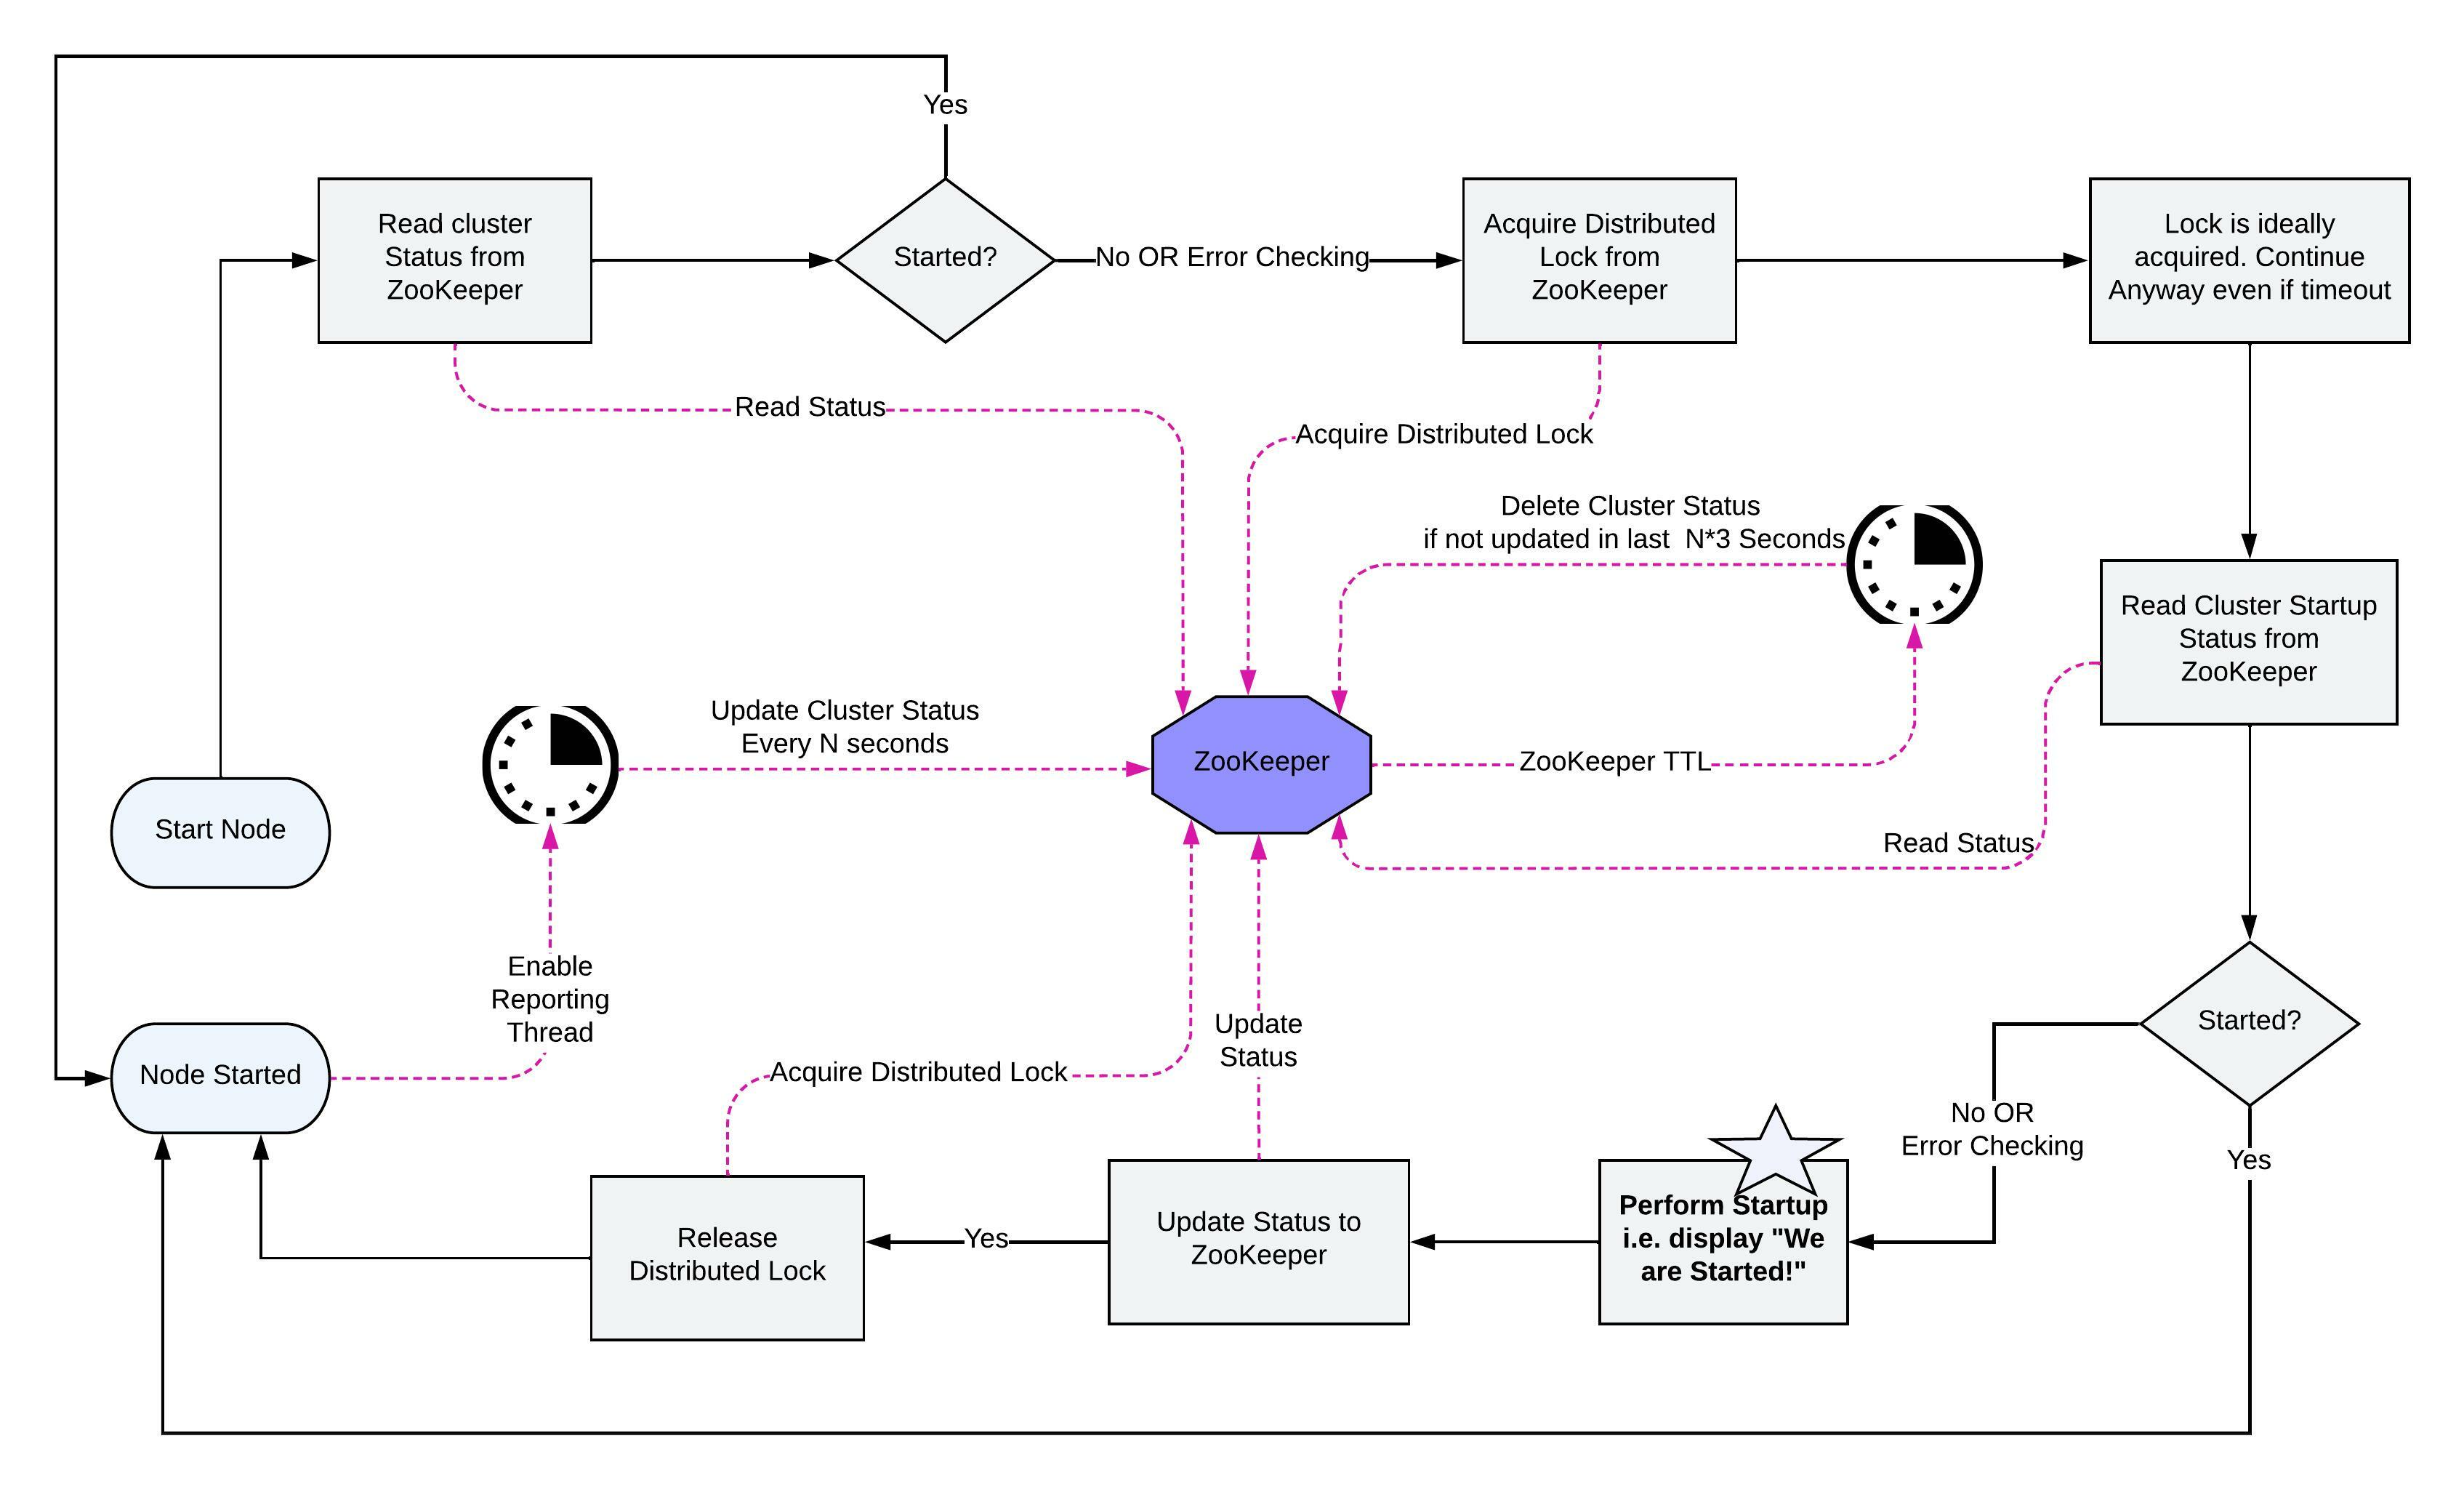 Yes
Read cluster
Status from
ZooKeeper
Started?
No OR Error Checking
Acquire Distributed
Lock from
ZooKeeper
Lock is ideally
acquired. Continue
Anyway even if timeout
Read Status
Acquire Distributed Lock
Delete Cluster Status
if not updated in last  N*3 Seconds
Read Cluster Startup
Status from
ZooKeeper
Update Cluster Status
Every N seconds
ZooKeeper
ZooKeeper TTL
Start Node
Read Status
Enable
Reporting
Thread
Node Started
Acquire Distributed Lock
Update
Status
Started?
No OR
Error Checking
Yes
Perform Startup
i.e. display "We
are Started!"
Update Status to
ZooKeeper
Yes
Release
Distributed Lock